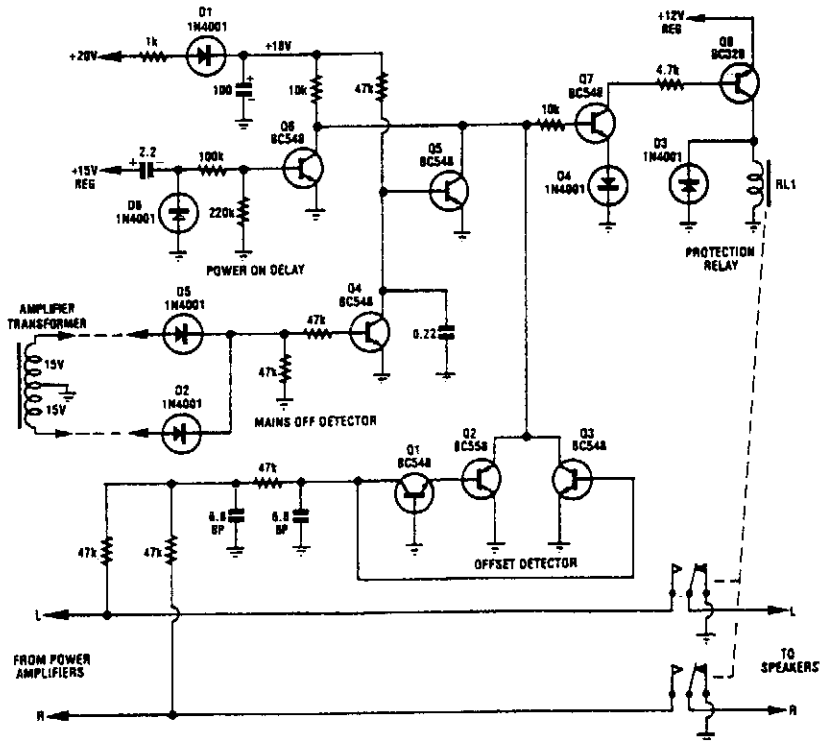 D1
1N4001
+12V
REG
Q8
BC328
+20V
1k
+18V
100
+
-
10k
47k
Q7
BC548
4.7k
Q6
BC548
10k
2.2
+
-
+15V
REG
100k
Q5
BC548
D4
1N4001
D3
1N4001
RL1
D6
1N4001
220k
POWER ON DELAY
PROTECTION
RELAY
D5
1N4001
Q4
BC548
AMPLIFIER
TRANSFORMER
47k
0.22
15V
15V
47k
D2
1N4001
MAINS OFF DETECTOR
Q1
BC548
Q2
BC558
Q3
BC548
47k
6.8
BP
6.8
BP
47k
47k
OFFSET DETECTOR
L
L
FROM POWER
AMPLIFIERS
TO
SPEAKERS
R
R